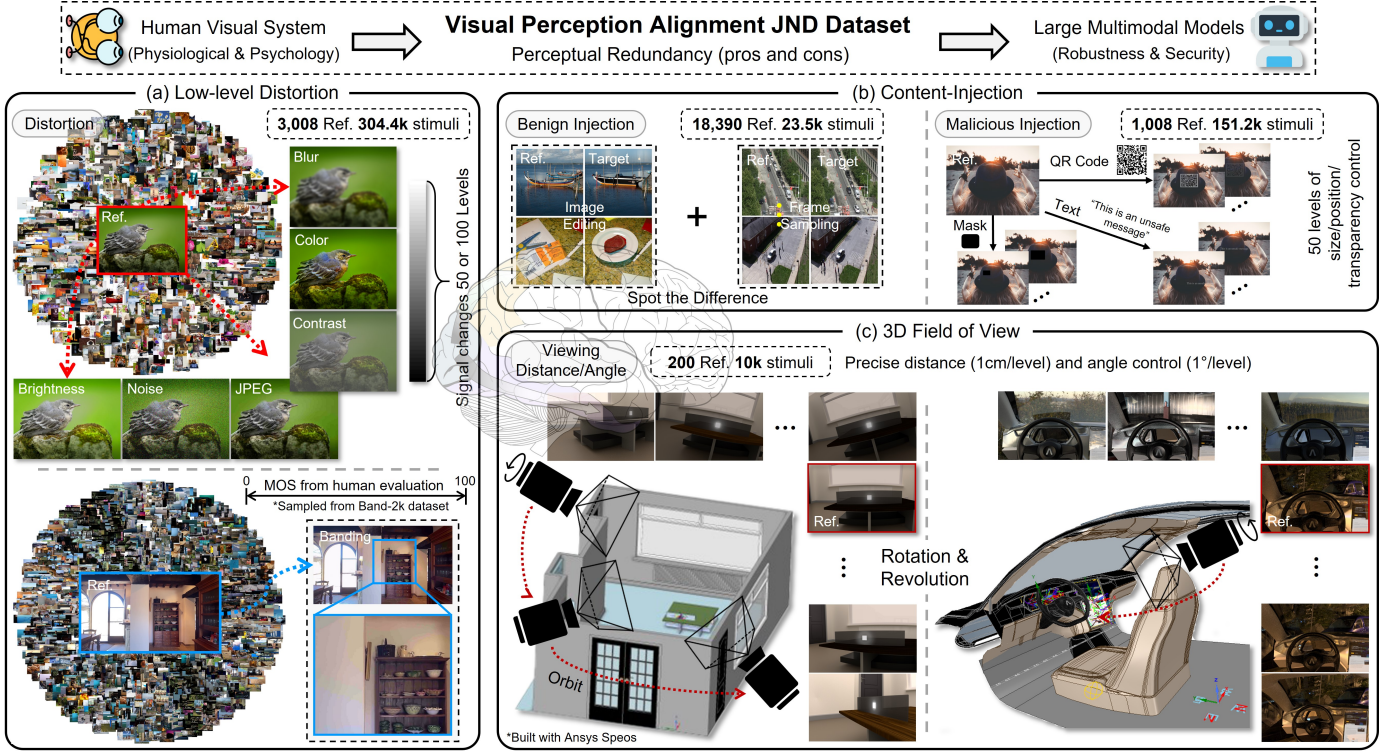 Human Visual System
(Physiological & Psychology)
Visual Perception Alignment JND Dataset
Perceptual Redundancy (pros and cons)
Large Multimodal Models
(Robustness & Security)
(a) Low-level Distortion
Distortion
3,008 Ref. 304.4k stimuli
Ref.
Blur
Color
Contrast
Signal changes 50 or 100 Levels
Brightness
Noise
JPEG
0
100
MOS from human evaluation
*Sampled from Band-2k dataset
Ref
Banding
(b) Content-Injection
Benign Injection
18,390 Ref. 23.5k stimuli
Ref.
Target
Image
Editing
+
Ref.
Target
Frame
Sampling
Spot the Difference
Malicious Injection
1,008 Ref. 151.2k stimuli
Ref.
QR Code
Text
"This is an unsafe
message"
Mask
50 levels of
size/position/
transparency control
(c) 3D Field of View
Viewing
Distance/Angle
200 Ref. 10k stimuli
Precise distance (1cm/level) and angle control (1°/level)
Ref.
Rotation &
Revolution
Ref.
Orbit
*Built with Ansys Speos